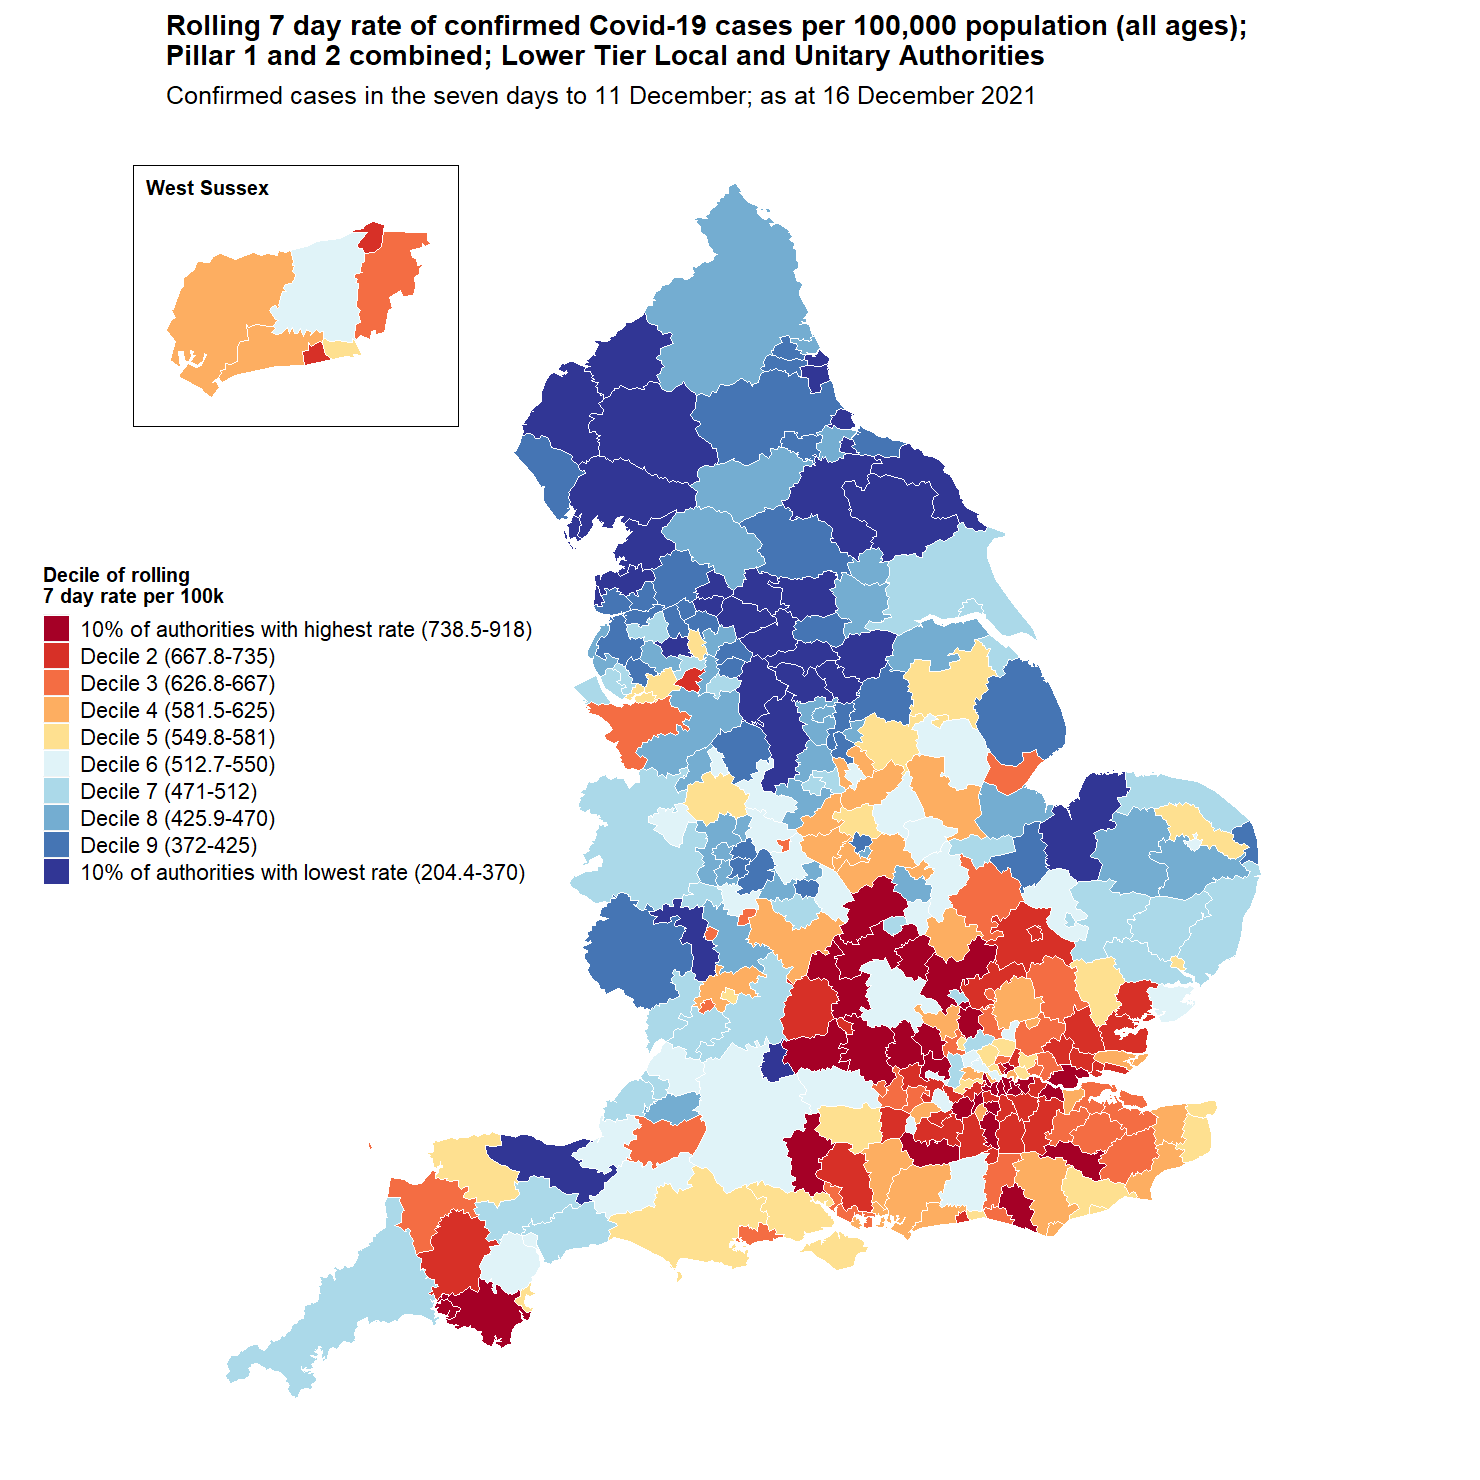 Rolling 7 day rate of confirmed Covid-19 cases per 100,000 population (all ages);
Pillar 1 and 2 combined; Lower Tier Local and Unitary Authorities
Confirmed cases in the seven days to 11 December; as at 16 December 2021
West Sussex
Decile of rolling
7 day rate per 100k
10% of authorities with highest rate (738.5-918)
Decile 2 (667.8-735)
Decile 3 (626.8-667)
Decile 4 (581.5-625)
Decile 5 (549.8-581)
Decile 6 (512.7-550)
Decile 7 (471-512)
Decile 8 (425.9-470)
Decile 9 (372-425)
10% of authorities with lowest rate (204.4-370)